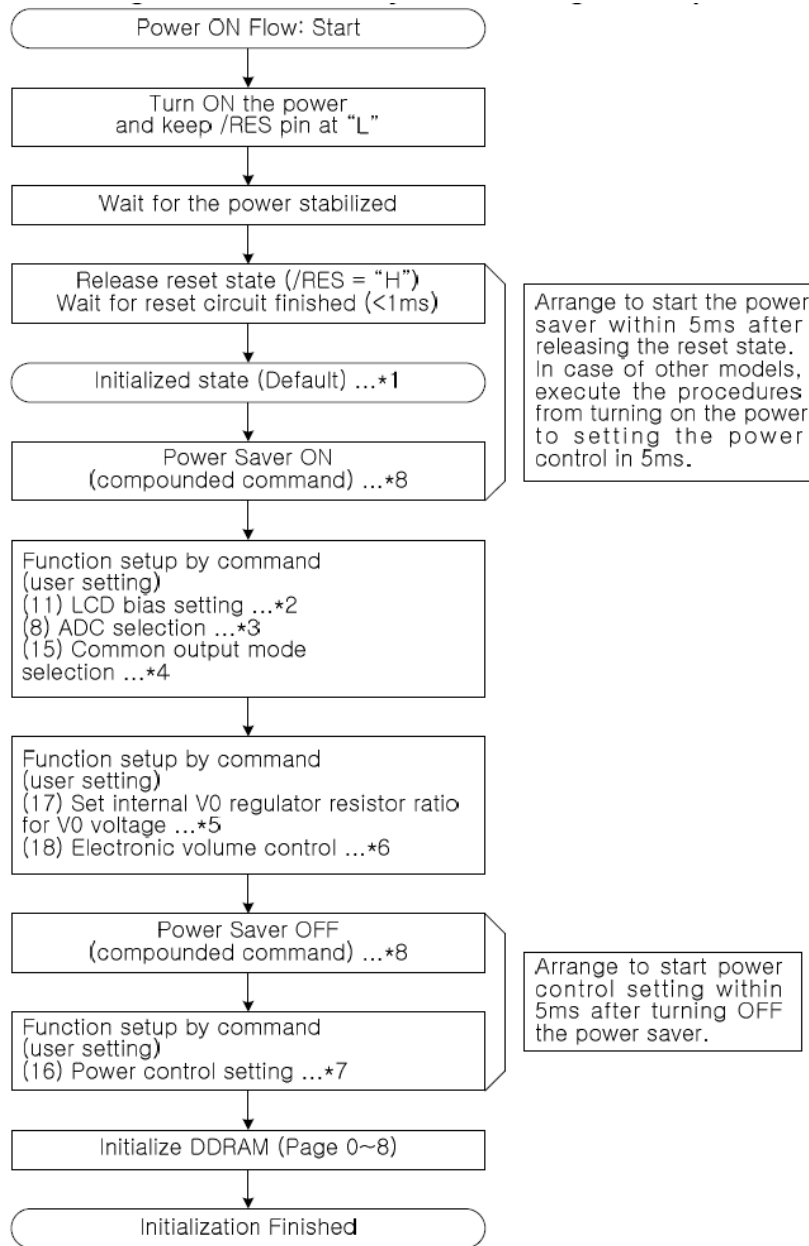 Power ON Flow: Start
Turn ON the power
and keep /RES pin at “L”
Wait for the power stabilized
Release reset state (/RES = “H”)
Wait for reset circuit finished (<1ms)
Initialized state (Default) ...*1
Power Saver ON
(compounded command) ...*8
Arrange to start the power
saver within 5ms after
releasing the reset state.
In case of other models,
execute the procedures
from turning on the power
to setting the power
control in 5ms.
Function setup by command
(user setting)
(11) LCD bias setting ...*2
(8) ADC selection ...*3
(15) Common output mode
selection ...*4
Function setup by command
(user setting)
(17) Set internal V0 regulator resistor ratio
for V0 voltage ...*5
(18) Electronic volume control ...*6
Power Saver OFF
(compounded command) ...*8
Function setup by command
(user setting)
(16) Power control setting ...*7
Arrange to start power
control setting within
5ms after turning OFF
the power saver.
Initialize DDRAM (Page 0~8)
Initialization Finished